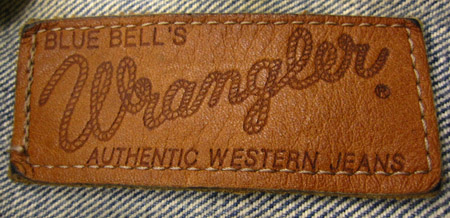 BLUE BELL'S
Wrangler®
AUTHENTIC WESTERN JEANS